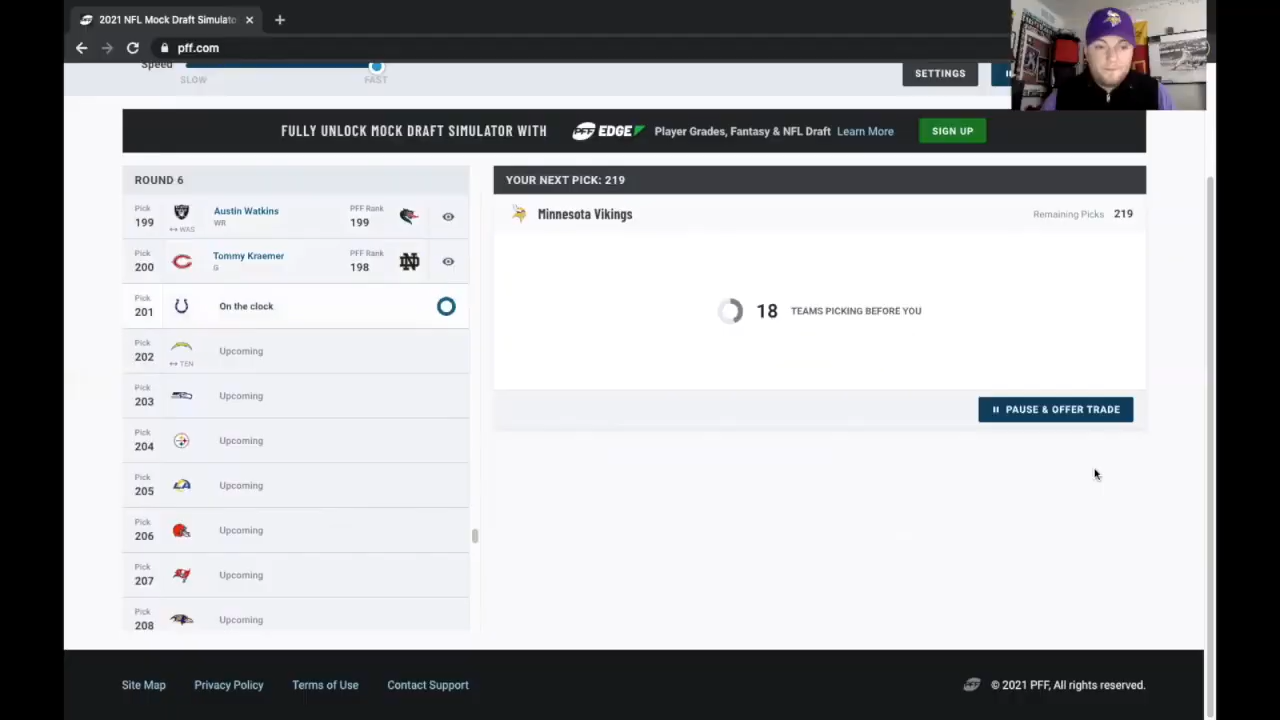 2021 NFL Mock Draft Simulato
pff.com
Speed
SLOW
FAST
SETTINGS
FULLY UNLOCK MOCK DRAFT SIMULATOR WITH
PFF EDGE
Player Grades, Fantasy & NFL Draft Learn More
SIGN UP
ROUND 6
Pick
199
↔ WAS
Austin Watkins
WR
PFF Rank
199
Pick
200
Tommy Kraemer
G
PFF Rank
198
Pick
201
On the clock
Pick
202
↔ TEN
Upcoming
Pick
203
Upcoming
Pick
204
Upcoming
Pick
205
Upcoming
Pick
206
Upcoming
Pick
207
Upcoming
Pick
208
Upcoming
YOUR NEXT PICK: 219
Minnesota Vikings
Remaining Picks 219
18 TEAMS PICKING BEFORE YOU
PAUSE & OFFER TRADE
Site Map
Privacy Policy
Terms of Use
Contact Support
© 2021 PFF, All rights reserved.